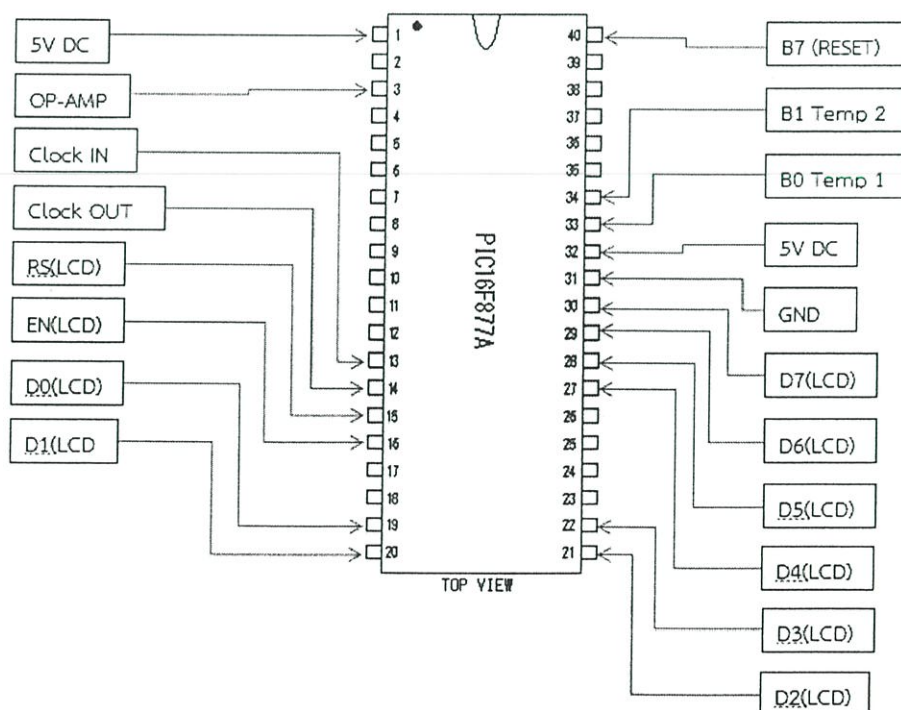 5V DC
OP-AMP
Clock IN
Clock OUT
RS(LCD)
EN(LCD)
D0(LCD)
D1(LCD
1
2
3
4
5
6
7
8
9
10
11
12
13
14
15
16
17
18
19
20
PIC16F877A
40
39
38
37
36
35
34
33
32
31
30
29
28
27
26
25
24
23
22
21
TOP VIEW
B7 (RESET)
B1 Temp 2
B0 Temp 1
5V DC
GND
D7(LCD)
D6(LCD)
D5(LCD)
D4(LCD)
D3(LCD)
D2(LCD)